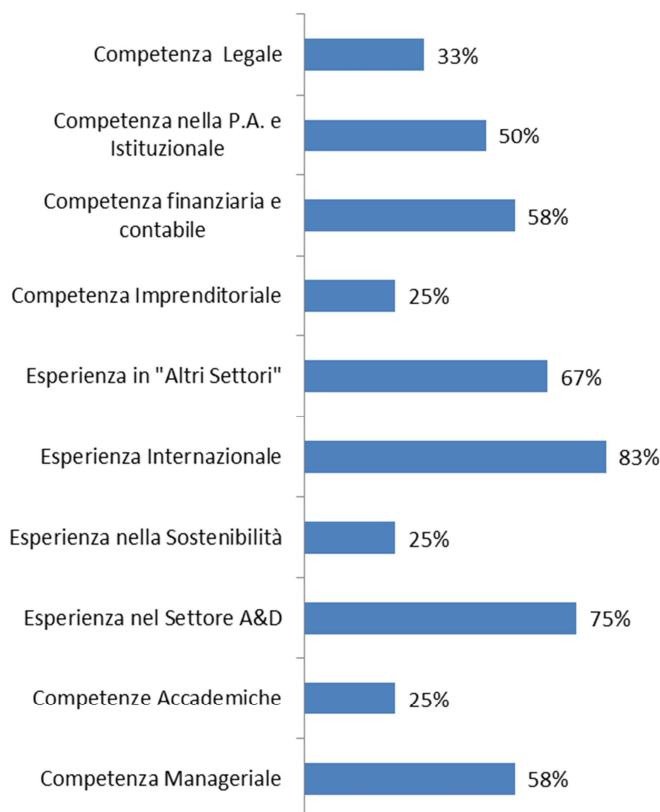 Competenza Legale
33%
Competenza nella P.A. e
Istituzionale
50%
Competenza finanziaria e
contabile
58%
Competenza Imprenditoriale
25%
Esperienza in "Altri Settori"
67%
Esperienza Internazionale
83%
Esperienza nella Sostenibilità
25%
Esperienza nel Settore A&D
75%
Competenze Accademiche
25%
Competenza Manageriale
58%